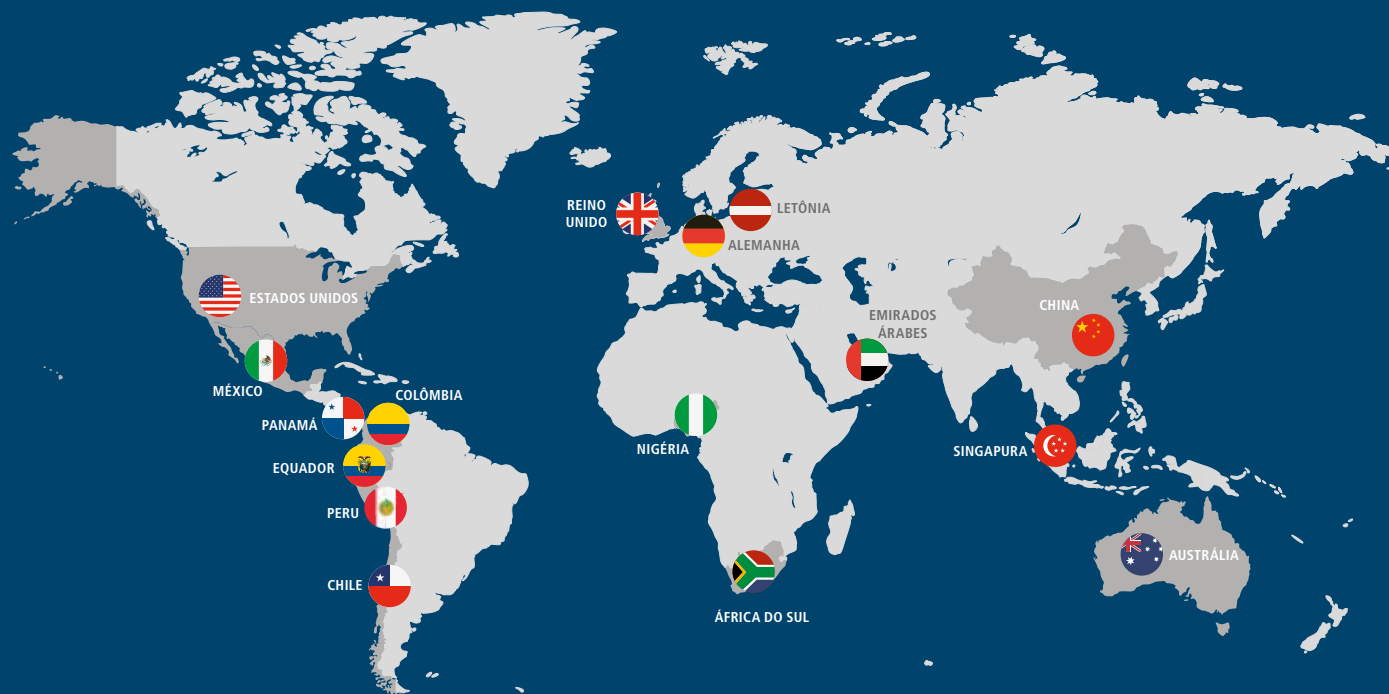 REINO
UNIDO
LETÔNIA
ALEMANHA
ESTADOS UNIDOS
CHINA
EMIRADOS
ÁRABES
MÉXICO
COLÔMBIA
PANAMÁ
NIGÉRIA
SINGAPURA
EQUADOR
PERU
AUSTRÁLIA
CHILE
ÁFRICA DO SUL